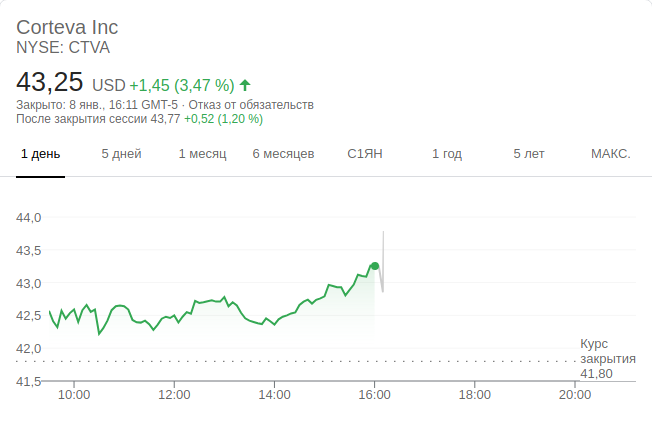 Corteva Inc
NYSE: CTVA
43,25 USD +1,45 (3,47 %)
Закрыто: 8 янв., 16:11 GMT-5 · Отказ от обязательств
После закрытия сессии 43,77 +0,52 (1,20 %)
1 день 5 дней 1 месяц 6 месяцев С1ЯН 1 год 5 лет МАКС.
44,0
43,5
43,0
42,5
42,0
Курс
закрытия
41,80
41,5
10:00 12:00 14:00 16:00 18:00 20:00